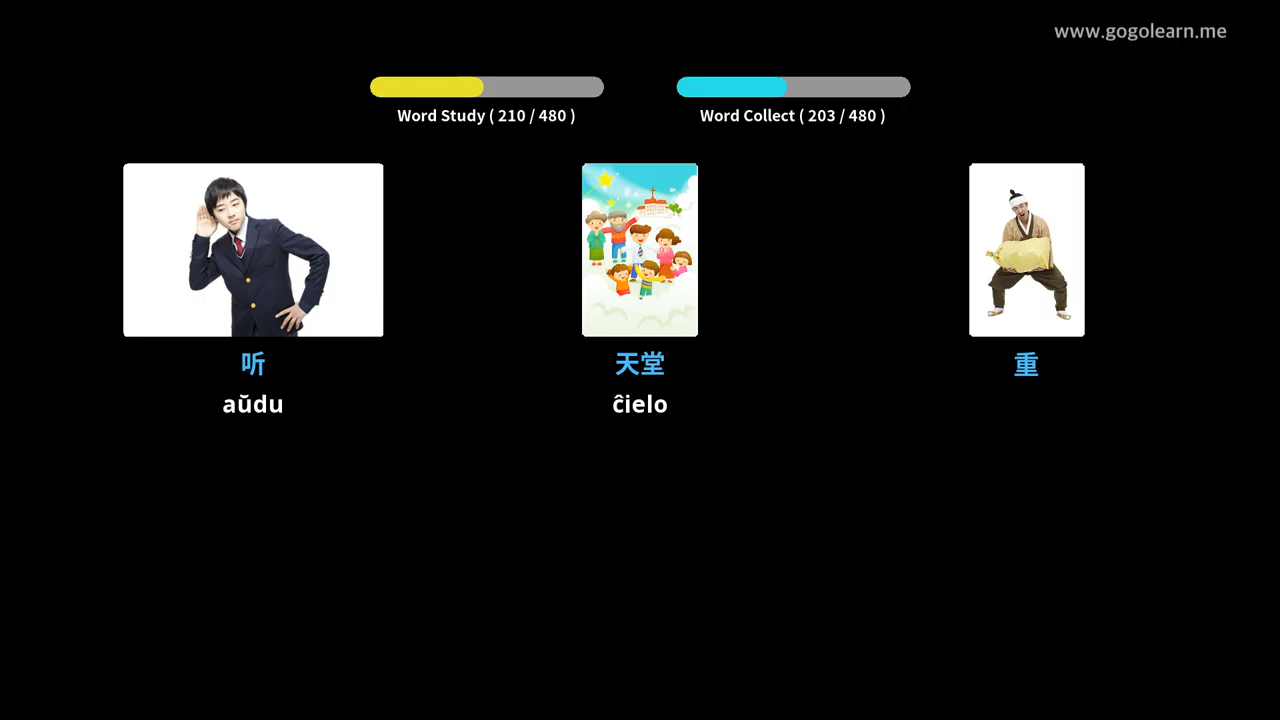 www.gogolearn.me
Word Study ( 210 / 480 )
Word Collect ( 203 / 480 )
听
天堂
重
aŭdu
ĉielo